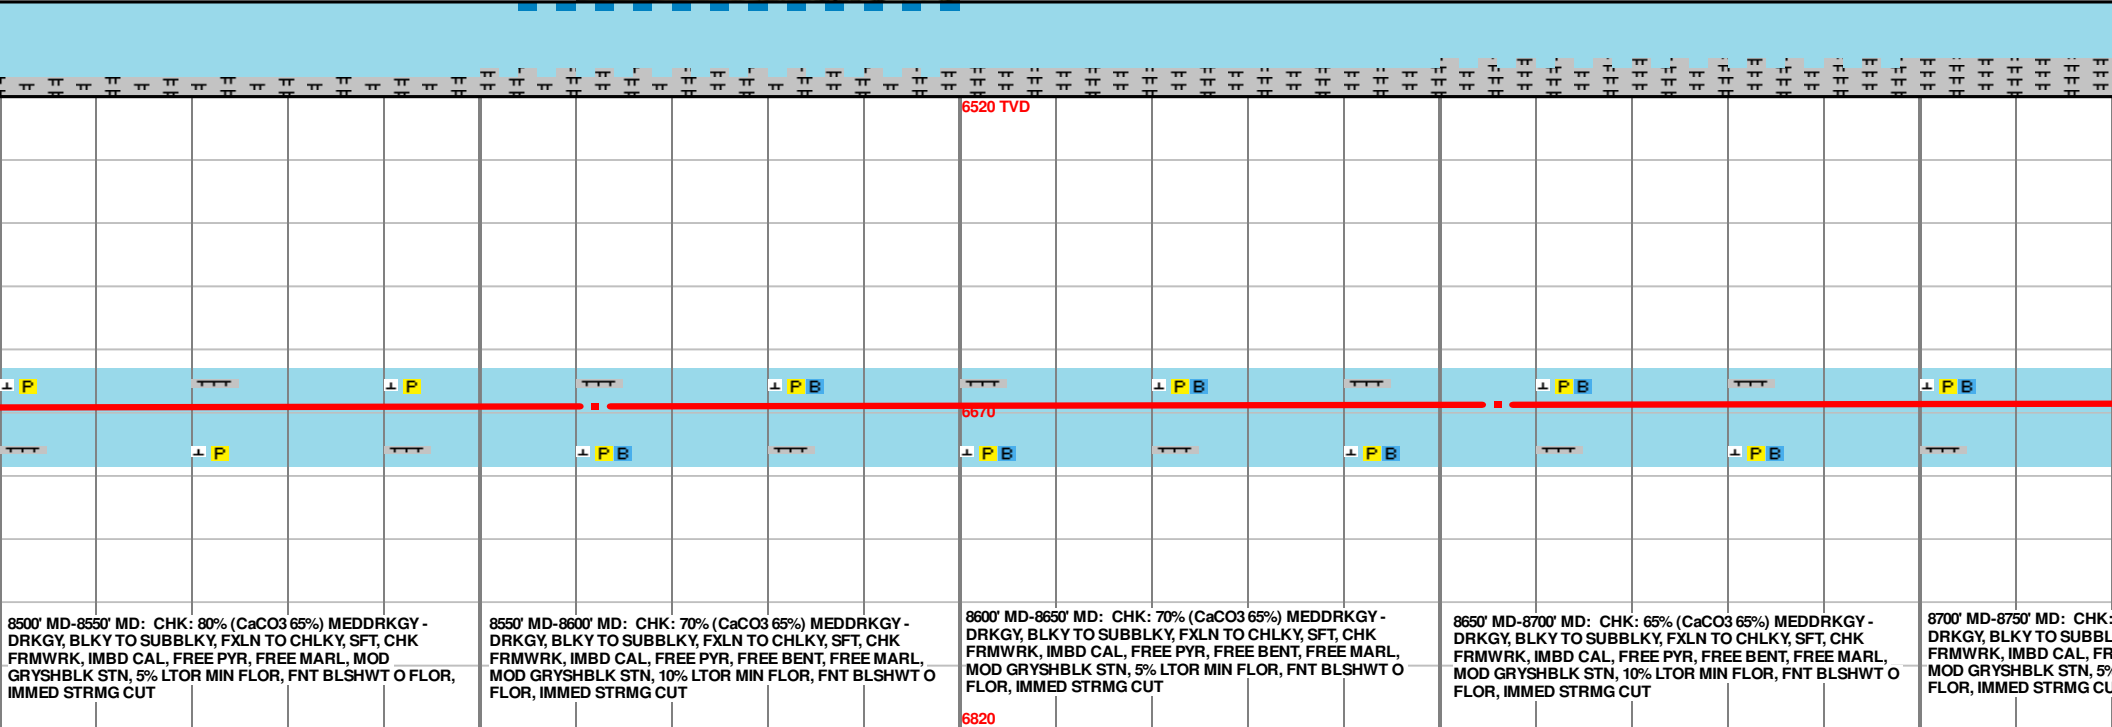 6520 TVD
P P P B P B P B P B
6670
P P B P B P B P B
8500' MD-8550' MD: CHK: 80% (CaCO3 65%) MEDDRKGY -
DRKGY, BLKY TO SUBBLKY, FXLN TO CHLKY, SFT, CHK
FRMWRK, IMBD CAL, FREE PYR, FREE MARL, MOD
GRYSHBLK STN, 5% LTOR MIN FLOR, FNT BLSHWT O FLOR,
IMMED STRMG CUT
8550' MD-8600' MD: CHK: 70% (CaCO3 65%) MEDDRKGY -
DRKGY, BLKY TO SUBBLKY, FXLN TO CHLKY, SFT, CHK
FRMWRK, IMBD CAL, FREE PYR, FREE BENT, FREE MARL,
MOD GRYSHBLK STN, 10% LTOR MIN FLOR, FNT BLSHWT O
FLOR, IMMED STRMG CUT
8600' MD-8650' MD: CHK: 70% (CaCO3 65%) MEDDRKGY -
DRKGY, BLKY TO SUBBLKY, FXLN TO CHLKY, SFT, CHK
FRMWRK, IMBD CAL, FREE PYR, FREE BENT, FREE MARL,
MOD GRYSHBLK STN, 5% LTOR MIN FLOR, FNT BLSHWT O
FLOR, IMMED STRMG CUT
8650' MD-8700' MD: CHK: 65% (CaCO3 65%) MEDDRKGY -
DRKGY, BLKY TO SUBBLKY, FXLN TO CHLKY, SFT, CHK
FRMWRK, IMBD CAL, FREE PYR, FREE BENT, FREE MARL,
MOD GRYSHBLK STN, 10% LTOR MIN FLOR, FNT BLSHWT O
FLOR, IMMED STRMG CUT
8700' MD-8750' MD: CHK:
DRKGY, BLKY TO SUBBL
FRMWRK, IMBD CAL, FR
MOD GRYSHBLK STN, 5%
FLOR, IMMED STRMG CU
6820